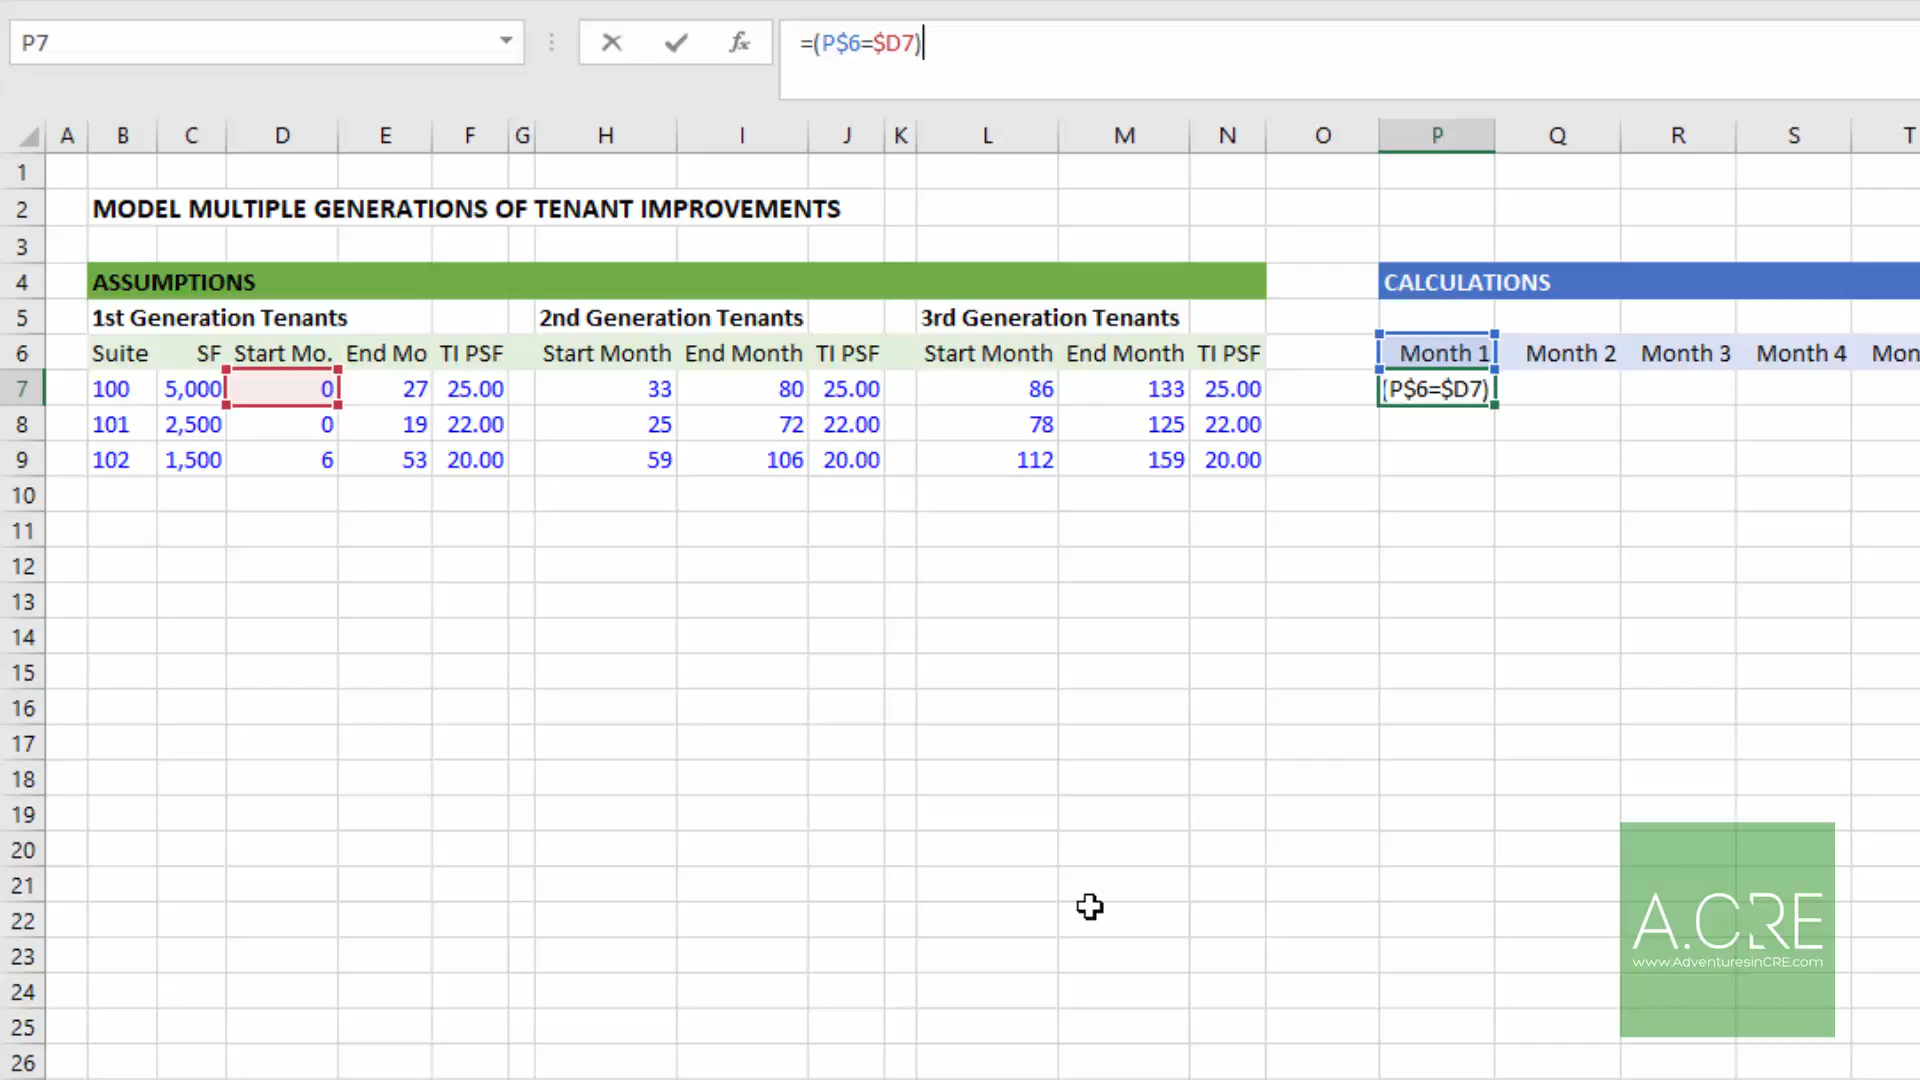 P7
fx
=(P$6=$D7)
A B C D E F G H I J K L M N O P Q R S T
1
2 MODEL MULTIPLE GENERATIONS OF TENANT IMPROVEMENTS
3
4 ASSUMPTIONS CALCULATIONS
5 1st Generation Tenants 2nd Generation Tenants 3rd Generation Tenants
6 Suite SF Start Mo. End Mo TI PSF Start Month End Month TI PSF Start Month End Month TI PSF Month 1 Month 2 Month 3 Month 4 Mon
7 100 5,000 0 27 25.00 33 80 25.00 86 133 25.00 (P$6=$D7)
8 101 2,500 0 19 22.00 25 72 22.00 78 125 22.00
9 102 1,500 6 53 20.00 59 106 20.00 112 159 20.00
10
11
12
13
14
15
16
17
18
19
20
21
22
23
24
25
26
A.CRE
www.AdventuresinCRE.com